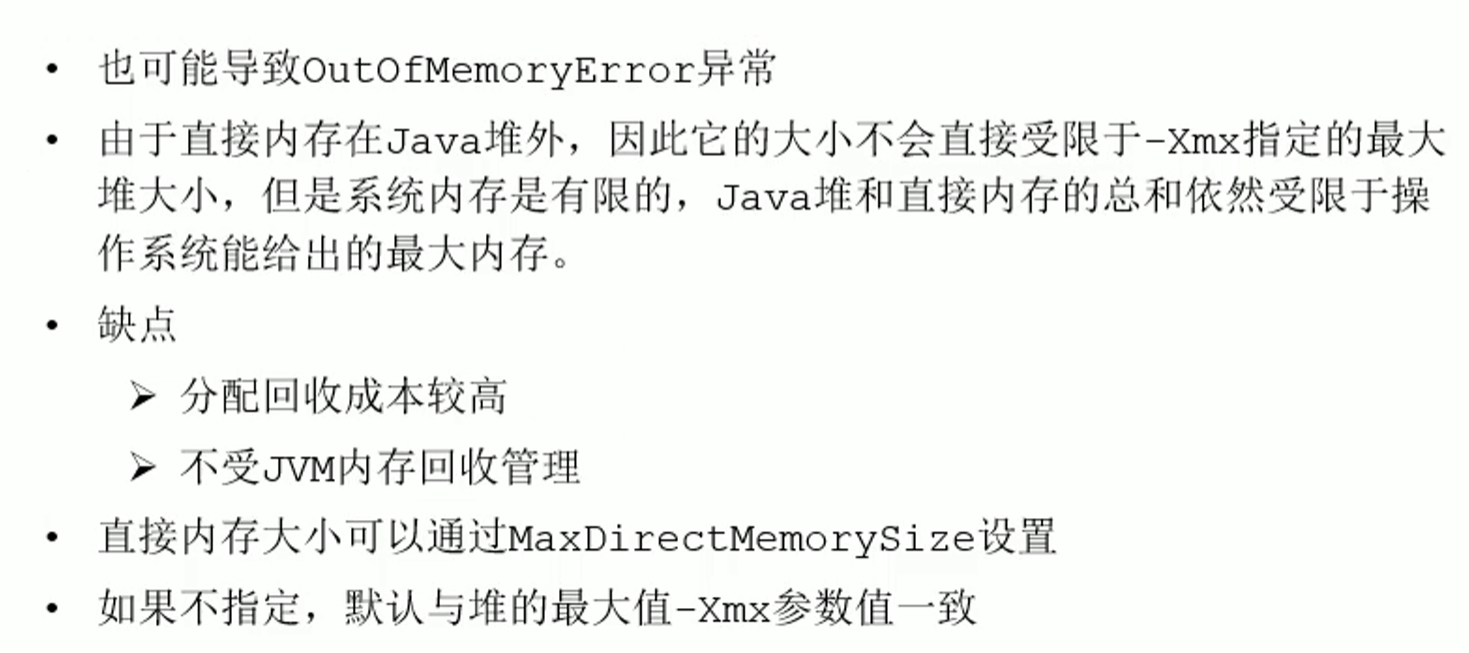 • 也可能导致OutOfMemoryError异常
• 由于直接内存在Java堆外，因此它的大小不会直接受限于-Xmx指定的最大
堆大小，但是系统内存是有限的，Java堆和直接内存的总和依然受限于操
作系统能给出的最大内存。
• 缺点
➢ 分配回收成本较高
➢ 不受JVM内存回收管理
• 直接内存大小可以通过MaxDirectMemorySize设置
• 如果不指定，默认与堆的最大值-Xmx参数值一致